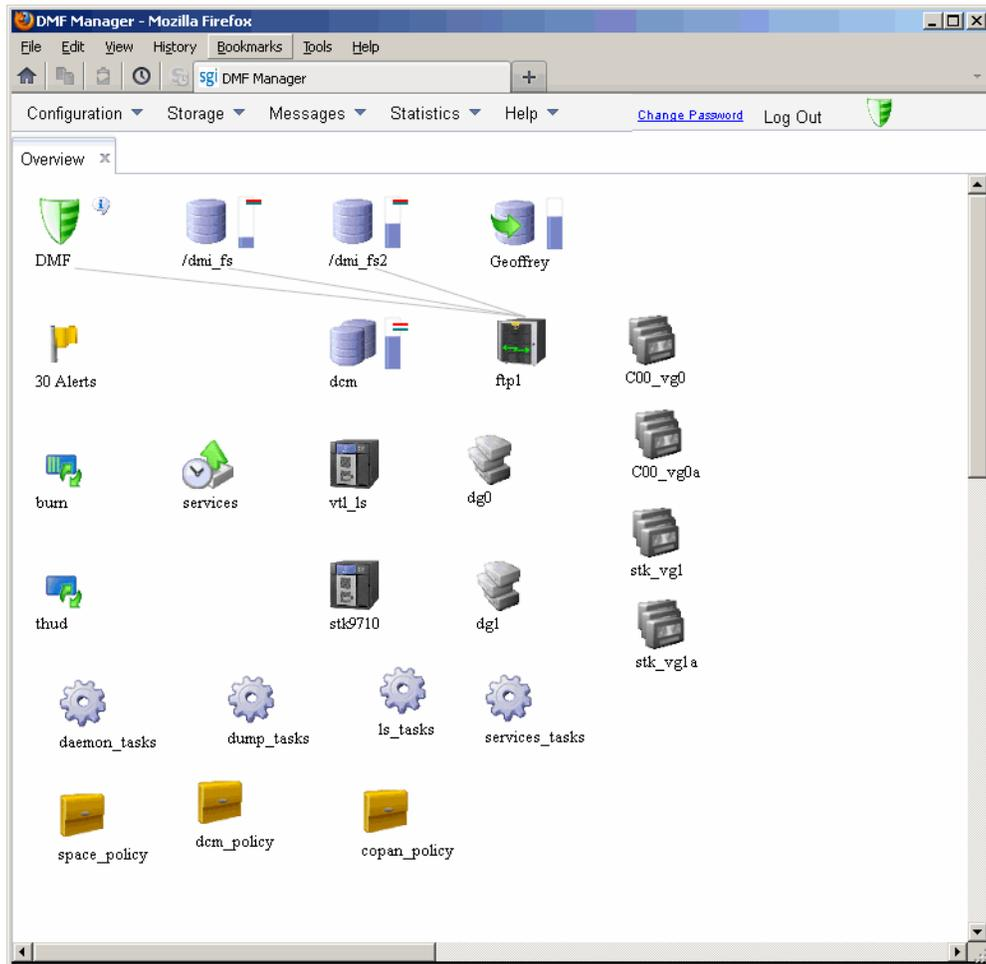 DMF Manager - Mozilla Firefox
File Edit View History Bookmarks Tools Help
sgi DMF Manager +
Configuration Storage Messages Statistics Help Change Password Log Out
Overview x
DMF /dmi_fs /dmi_fs2 Geoffrey
30 Alerts dcm ftp1 C00_vg0
C00_vg0a
burn services vtl_ls dg0
stk_vg1
thud stk9710 dg1
stk_vg1a
daemon_tasks dump_tasks ls_tasks services_tasks
space_policy dcm_policy copan_policy